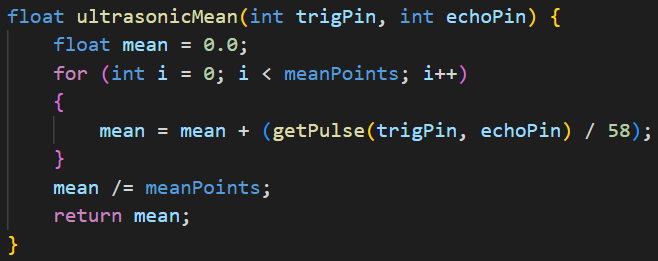 float ultrasonicMean(int trigPin, int echoPin) {
    float mean = 0.0;
    for (int i = 0; i < meanPoints; i++)
    {
        mean = mean + (getPulse(trigPin, echoPin) / 58);
    }
    mean /= meanPoints;
    return mean;
}